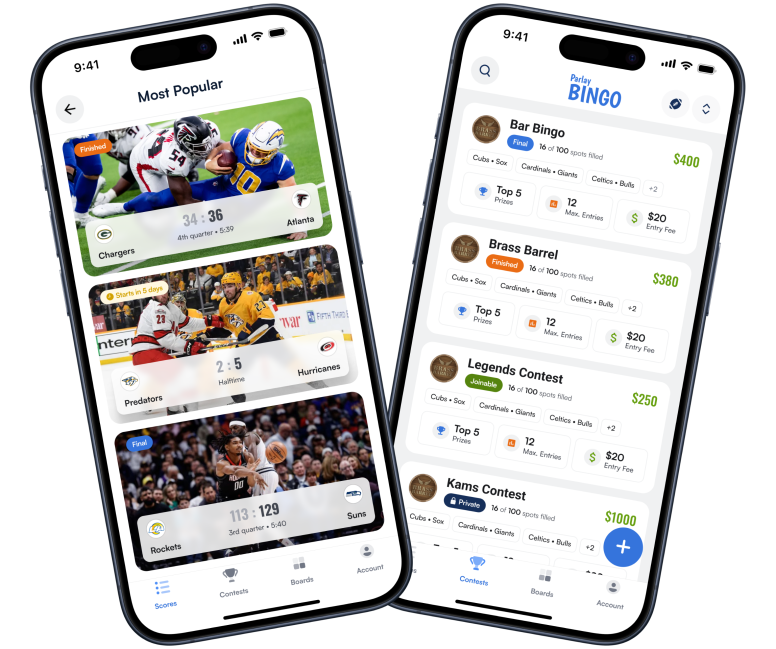 9:41
Most Popular
Finished
34 : 36
4th quarter • 5:39
Chargers
Atlanta
Starts in 5 days
2 : 5
Halftime
Predators
Hurricanes
Final
113 : 129
3rd quarter • 5:40
Rockets
Suns
Scores
Contests
Boards
Account
9:41
Parlay
BINGO
Bar Bingo
$400
Final 16 of 100 spots filled
Cubs • Sox Cardinals • Giants Celtics • Bulls +2
Top 5 12 $20
Prizes Max. Entries Entry Fee
Brass Barrel
$380
Finished 16 of 100 spots filled
Cubs • Sox Cardinals • Giants Celtics • Bulls +2
Top 5 12 $20
Prizes Max. Entries Entry Fee
Legends Contest
$250
Joinable 16 of 100 spots filled
Cubs • Sox Cardinals • Giants Celtics • Bulls +2
Top 5 12 $20
Prizes Max. Entries Entry Fee
Kams Contest
$1000
Private 16 of 100 spots filled
Cubs • Sox Cardinals • Giants Celtics • Bulls +2
Contests
Boards
Account